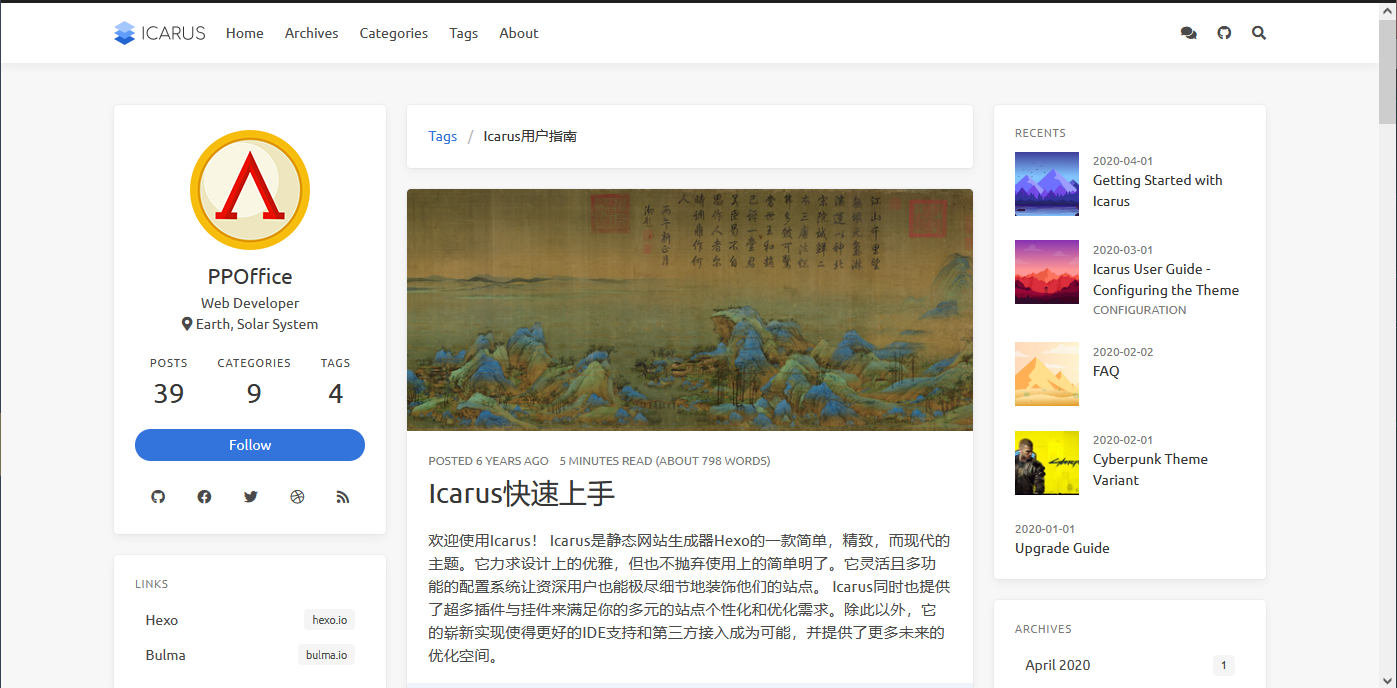 ICARUS Home Archives Categories Tags About
PPOffice
Web Developer
Earth, Solar System
POSTS CATEGORIES TAGS
39 9 4
Follow
LINKS
Hexo hexo.io
Bulma bulma.io
Tags / Icarus用户指南
POSTED 6 YEARS AGO 5 MINUTES READ (ABOUT 798 WORDS)
Icarus快速上手
欢迎使用Icarus！ Icarus是静态网站生成器Hexo的一款简单，精致，而现代的
主题。它力求设计上的优雅，但也不抛弃使用上的简单明了。它灵活且多功
能的配置系统让资深用户也能极尽细节地装饰他们的站点。 Icarus同时也提供
了超多插件与挂件来满足你的多元的站点个性化和优化需求。除此以外，它
的崭新实现使得更好的IDE支持和第三方接入成为可能，并提供了更多未来的
优化空间。
RECENTS
2020-04-01
Getting Started with
Icarus
2020-03-01
Icarus User Guide -
Configuring the Theme
CONFIGURATION
2020-02-02
FAQ
2020-02-01
Cyberpunk Theme
Variant
2020-01-01
Upgrade Guide
ARCHIVES
April 2020 1